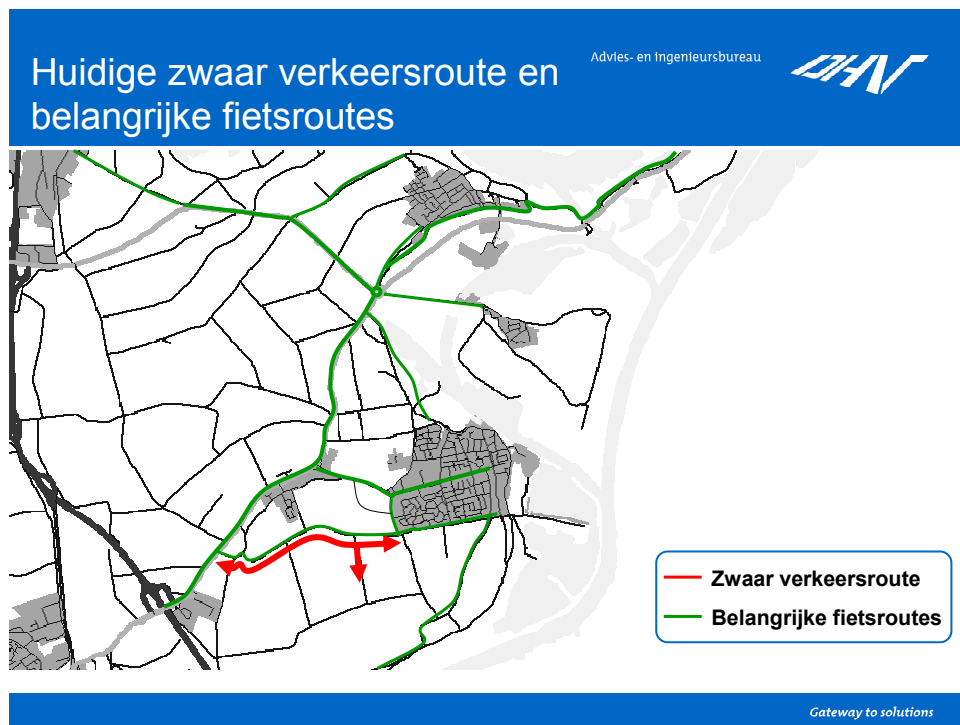 Huidige zwaar verkeersroute en
belangrijke fietsroutes
Advies- en ingenieursbureau
DHV
Zwaar verkeersroute
Belangrijke fietsroutes
Gateway to solutions